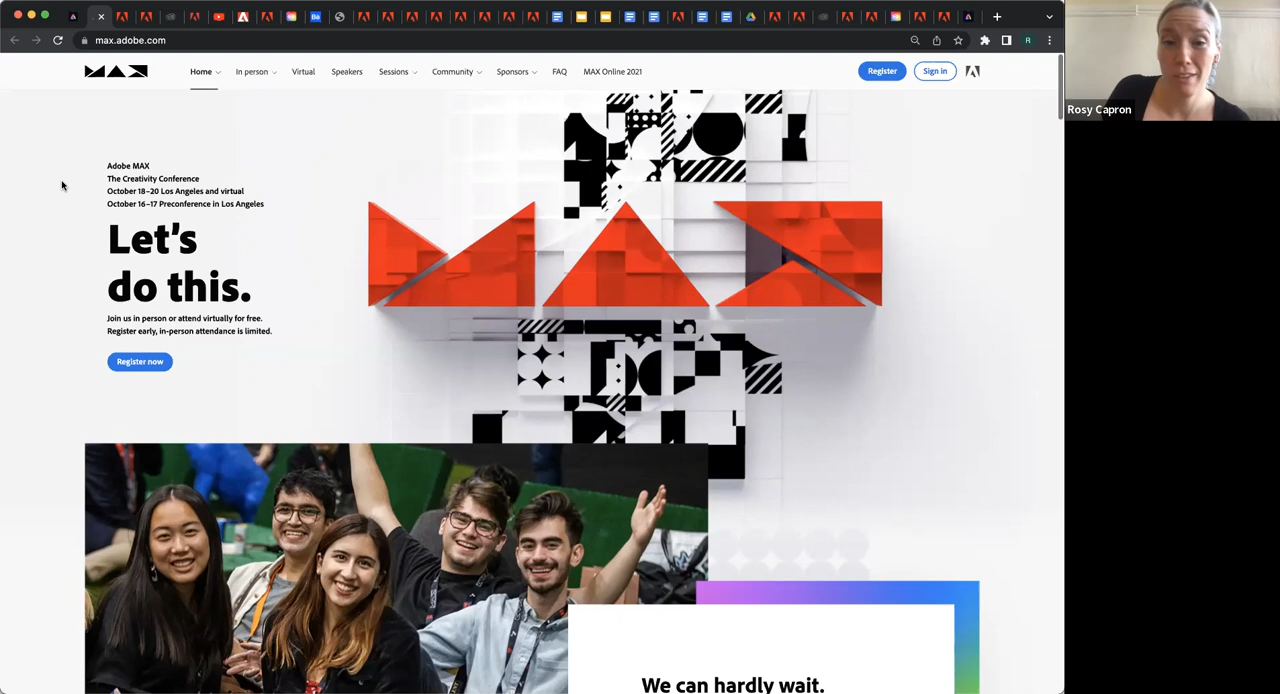 max.adobe.com
R
MAX
Home
In person
Virtual
Speakers
Sessions
Community
Sponsors
FAQ
MAX Online 2021
Register
Sign in
Adobe MAX
The Creativity Conference
October 18–20 Los Angeles and virtual
October 16–17 Preconference in Los Angeles
Let's
do this.
Join us in person or attend virtually for free.
Register early, in-person attendance is limited.
Register now
MAX
We can hardly wait.
Rosy Capron